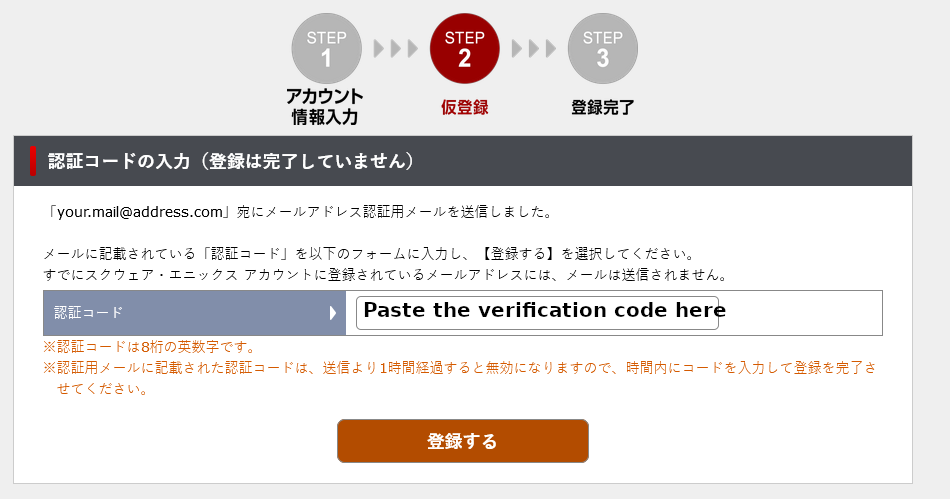 STEP 1
STEP 2
STEP 3
アカウント
情報入力
仮登録
登録完了
認証コードの入力（登録は完了していません）
「your.mail@address.com」宛にメールアドレス認証用メールを送信しました。
メールに記載されている「認証コード」を以下のフォームに入力し、【登録する】を選択してください。
すでにスクウェア・エニックス アカウントに登録されているメールアドレスには、メールは送信されません。
認証コード
Paste the verification code here
※認証コードは8桁の英数字です。
※認証用メールに記載された認証コードは、送信より1時間経過すると無効になりますので、時間内にコードを入力して登録を完了さ
せてください。
登録する